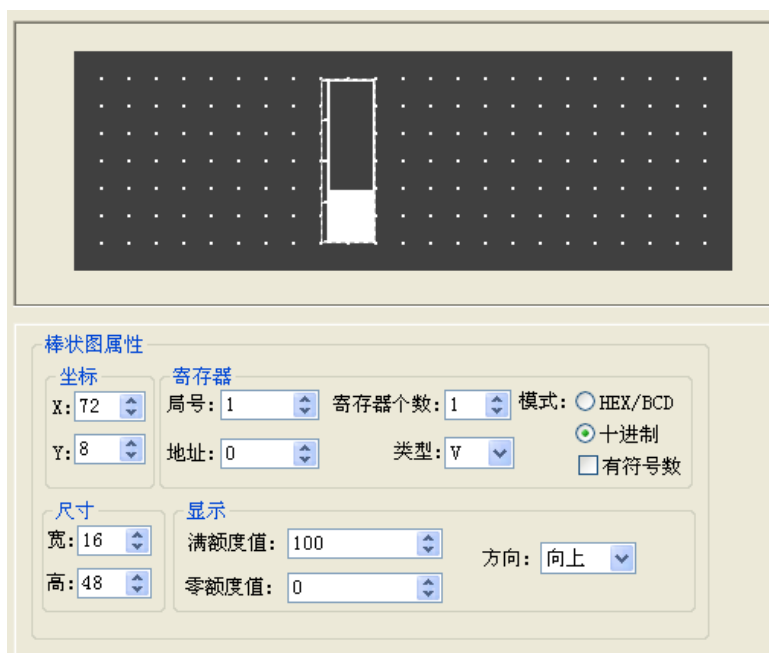 棒状图属性
坐标
X: 72
Y: 8
寄存器
局号: 1 寄存器个数: 1 模式: HEX/BCD
十进制
地址: 0 类型: V 有符号数
尺寸
宽: 16
高: 48
显示
满额度值: 100
零额度值: 0
方向: 向上